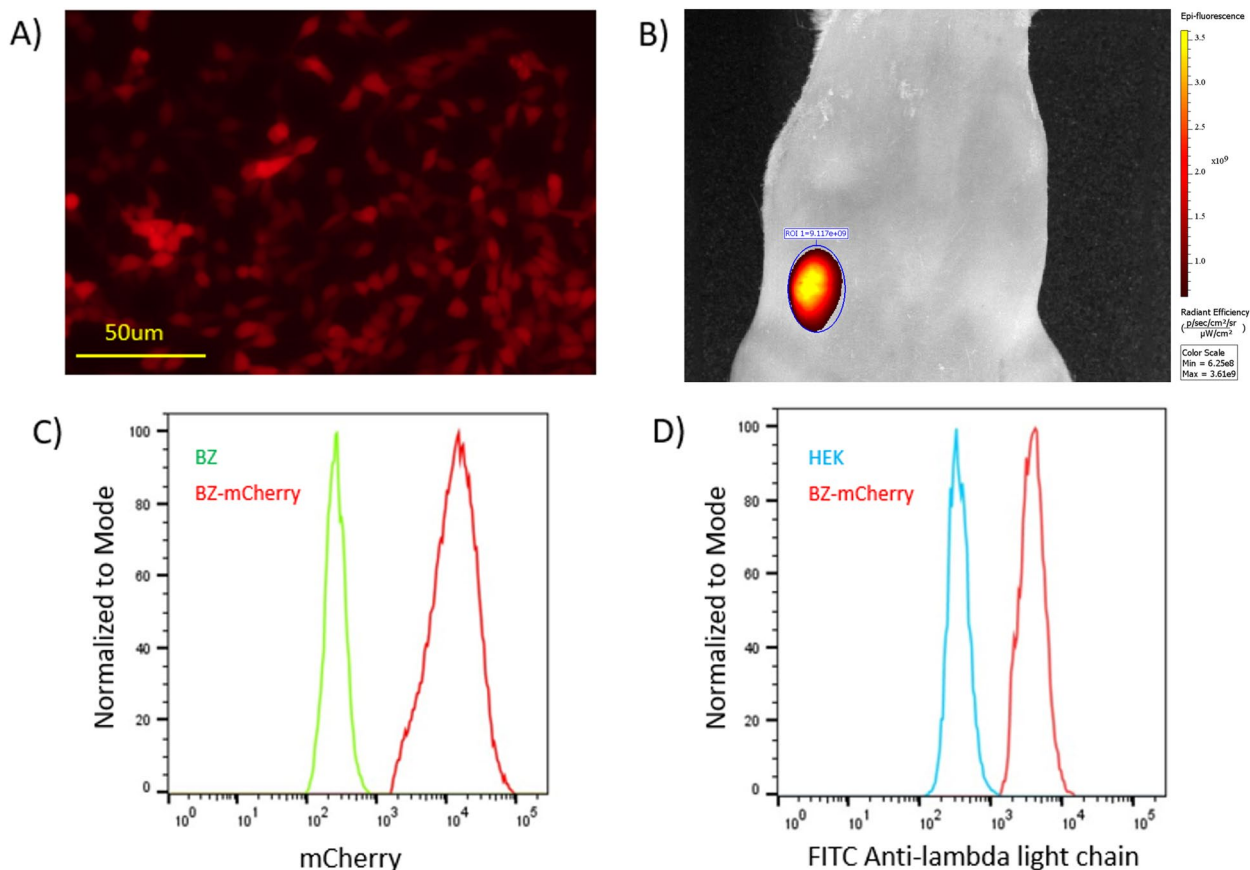 A)
50um
B)
ROI 1=9.117e+09
Epi-fluorescence
3.5
3.0
2.5
x10⁹
2.0
1.5
1.0
Radiant Efficiency
(p/sec/cm²/sr
µW/cm²)
Color Scale
Min = 6.25e8
Max = 3.61e9
C)
BZ
BZ-mCherry
Normalized to Mode
100
80
60
40
20
0
10⁰ 10¹ 10² 10³ 10⁴ 10⁵
mCherry
D)
HEK
BZ-mCherry
Normalized to Mode
100
80
60
40
20
0
10⁰ 10¹ 10² 10³ 10⁴ 10⁵
FITC Anti-lambda light chain